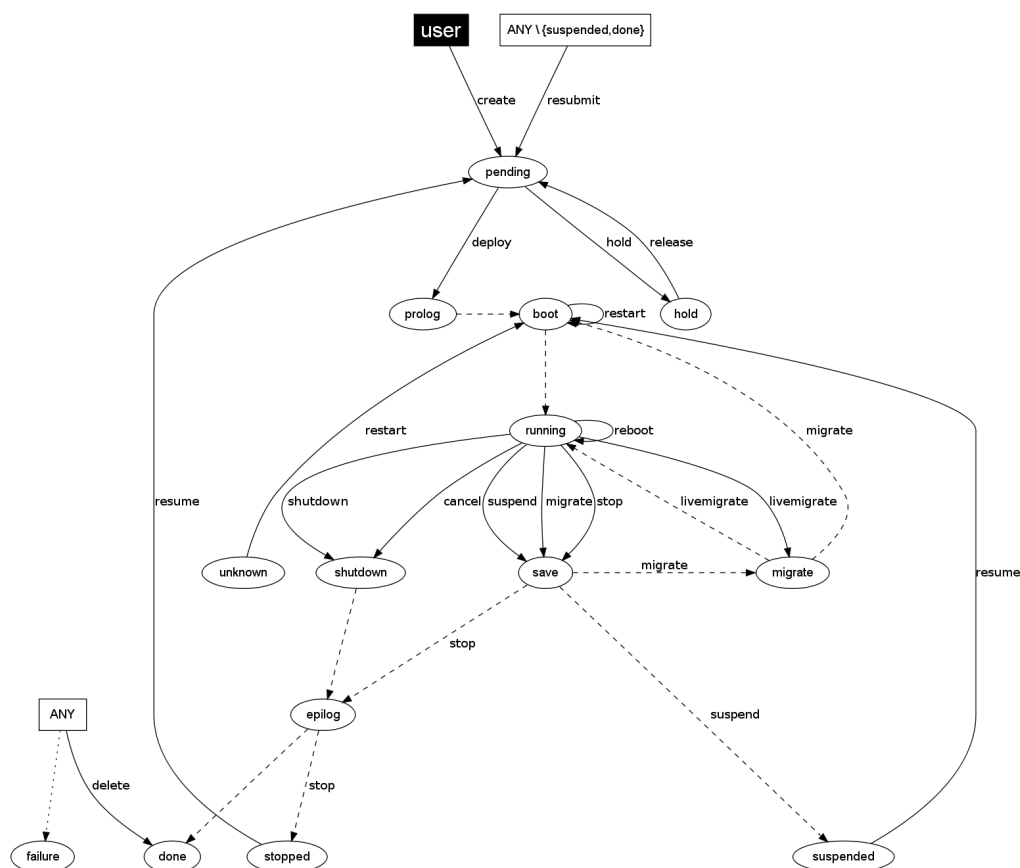 user
ANY \ {suspended,done}
create
resubmit
pending
deploy
hold
release
prolog
boot
restart
hold
running
reboot
restart
migrate
resume
shutdown
cancel
suspend
migrate
stop
livemigrate
livemigrate
unknown
shutdown
save
migrate
migrate
resume
stop
ANY
epilog
suspend
delete
stop
failure
done
stopped
suspended